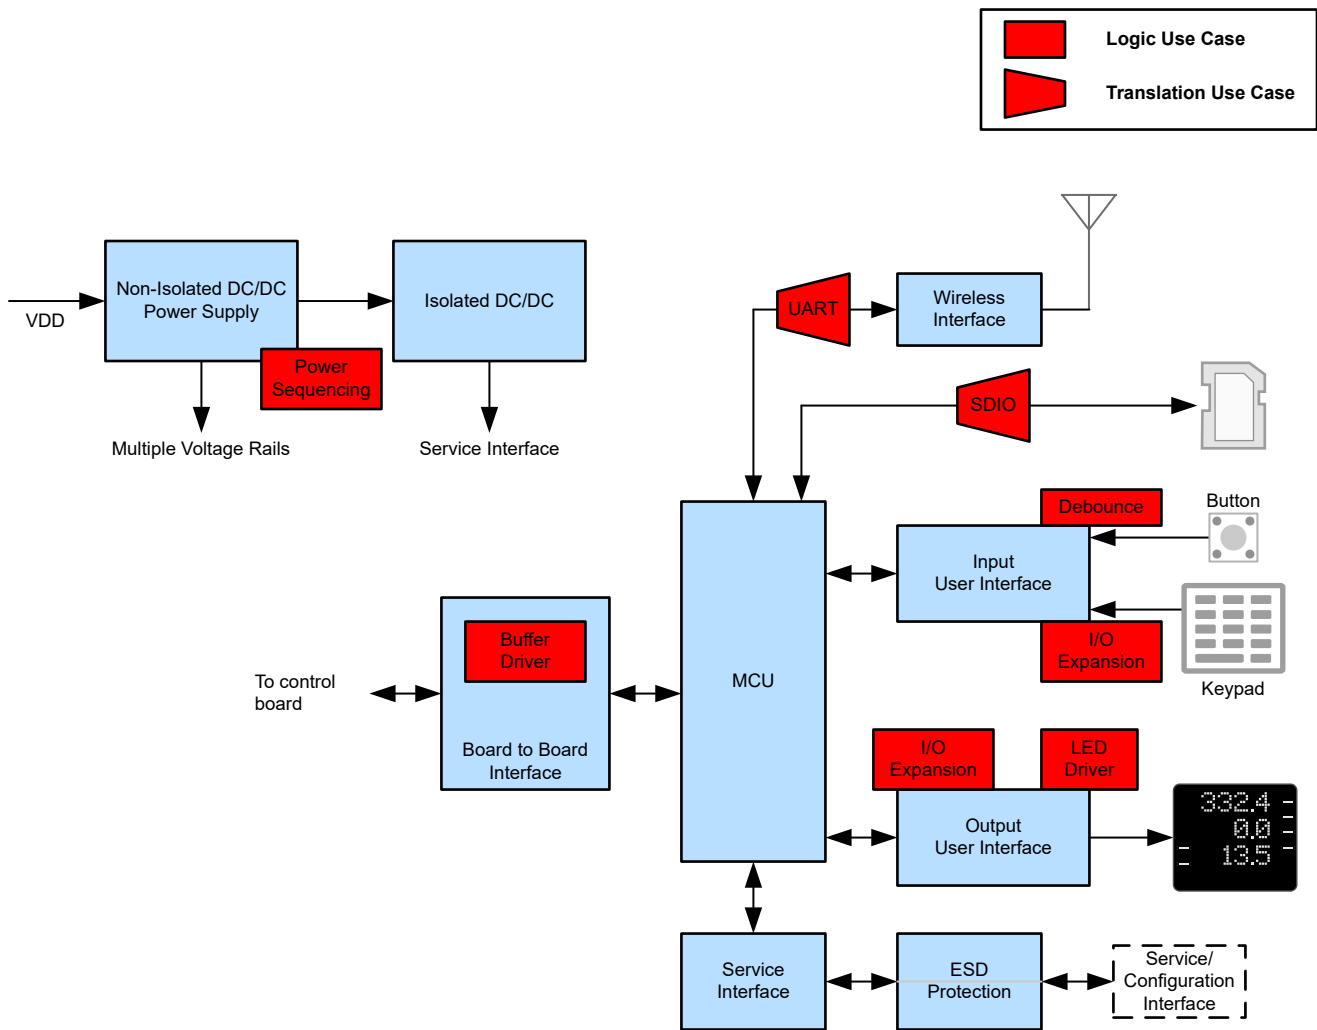 Logic Use Case
Translation Use Case
Non-Isolated DC/DC
Power Supply
Isolated DC/DC
VDD
Power
Sequencing
Multiple Voltage Rails
Service Interface
UART
Wireless
Interface
SDIO
Debounce
Button
Input
User Interface
I/O
Expansion
Keypad
Buffer
Driver
To control
board
Board to Board
Interface
MCU
I/O
Expansion
LED
Driver
Output
User Interface
332.4
0.0
13.5
Service
Interface
ESD
Protection
Service/
Configuration
Interface